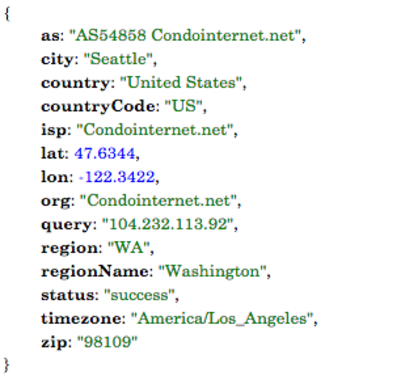 {
as: "AS54858 Condointernet.net",
city: "Seattle",
country: "United States",
countryCode: "US",
isp: "Condointernet.net",
lat: 47.6344,
lon: -122.3422,
org: "Condointernet.net",
query: "104.232.113.92",
region: "WA",
regionName: "Washington",
status: "success",
timezone: "America/Los_Angeles",
zip: "98109"
}